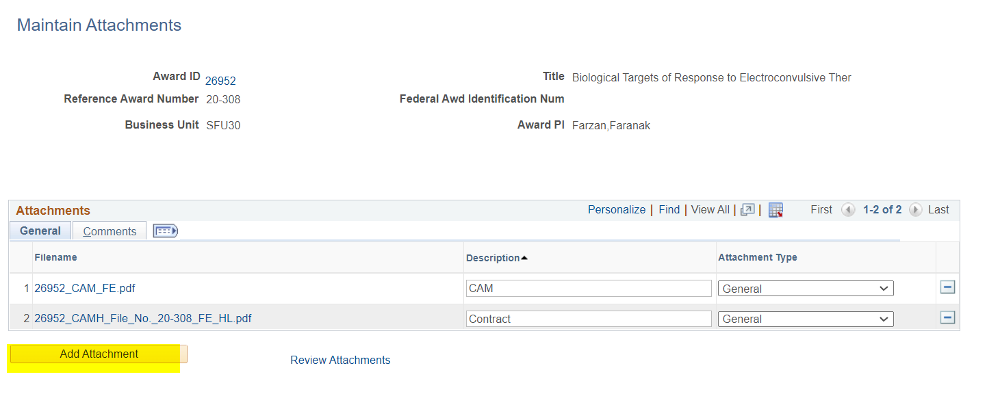 Maintain Attachments
Award ID 26952 Title Biological Targets of Response to Electroconvulsive Ther
Reference Award Number 20-308 Federal Awd Identification Num
Business Unit SFU30 Award PI Farzan,Faranak
Attachments Personalize | Find | View All | | First 1-2 of 2 Last
General Comments
Filename Description Attachment Type
1 26952_CAM_FE.pdf CAM General
2 26952_CAMH_File_No._20-308_FE_HL.pdf Contract General
Add Attachment Review Attachments